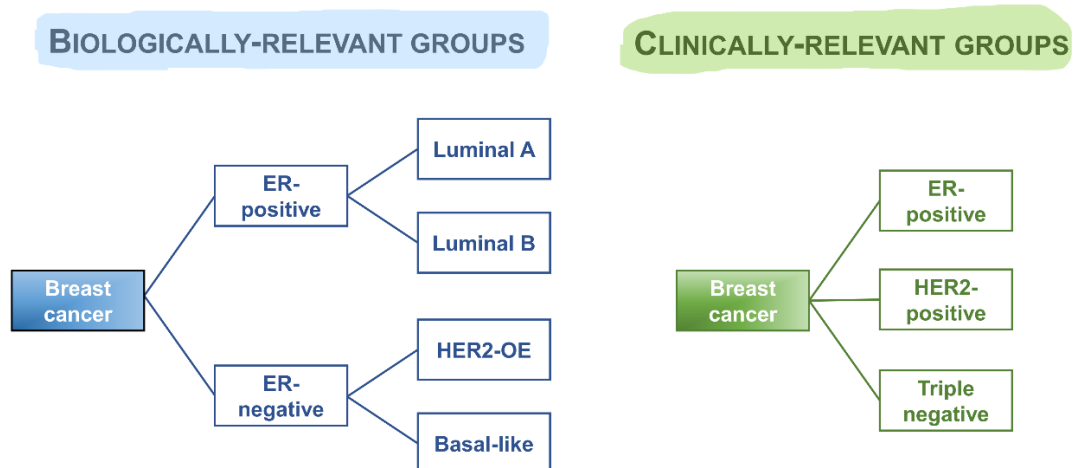 BIOLOGICALLY-RELEVANT GROUPS
Luminal A
ER-
positive
Luminal B
Breast
cancer
HER2-OE
ER-
negative
Basal-like
CLINICALLY-RELEVANT GROUPS
ER-
positive
Breast
cancer
HER2-
positive
Triple
negative